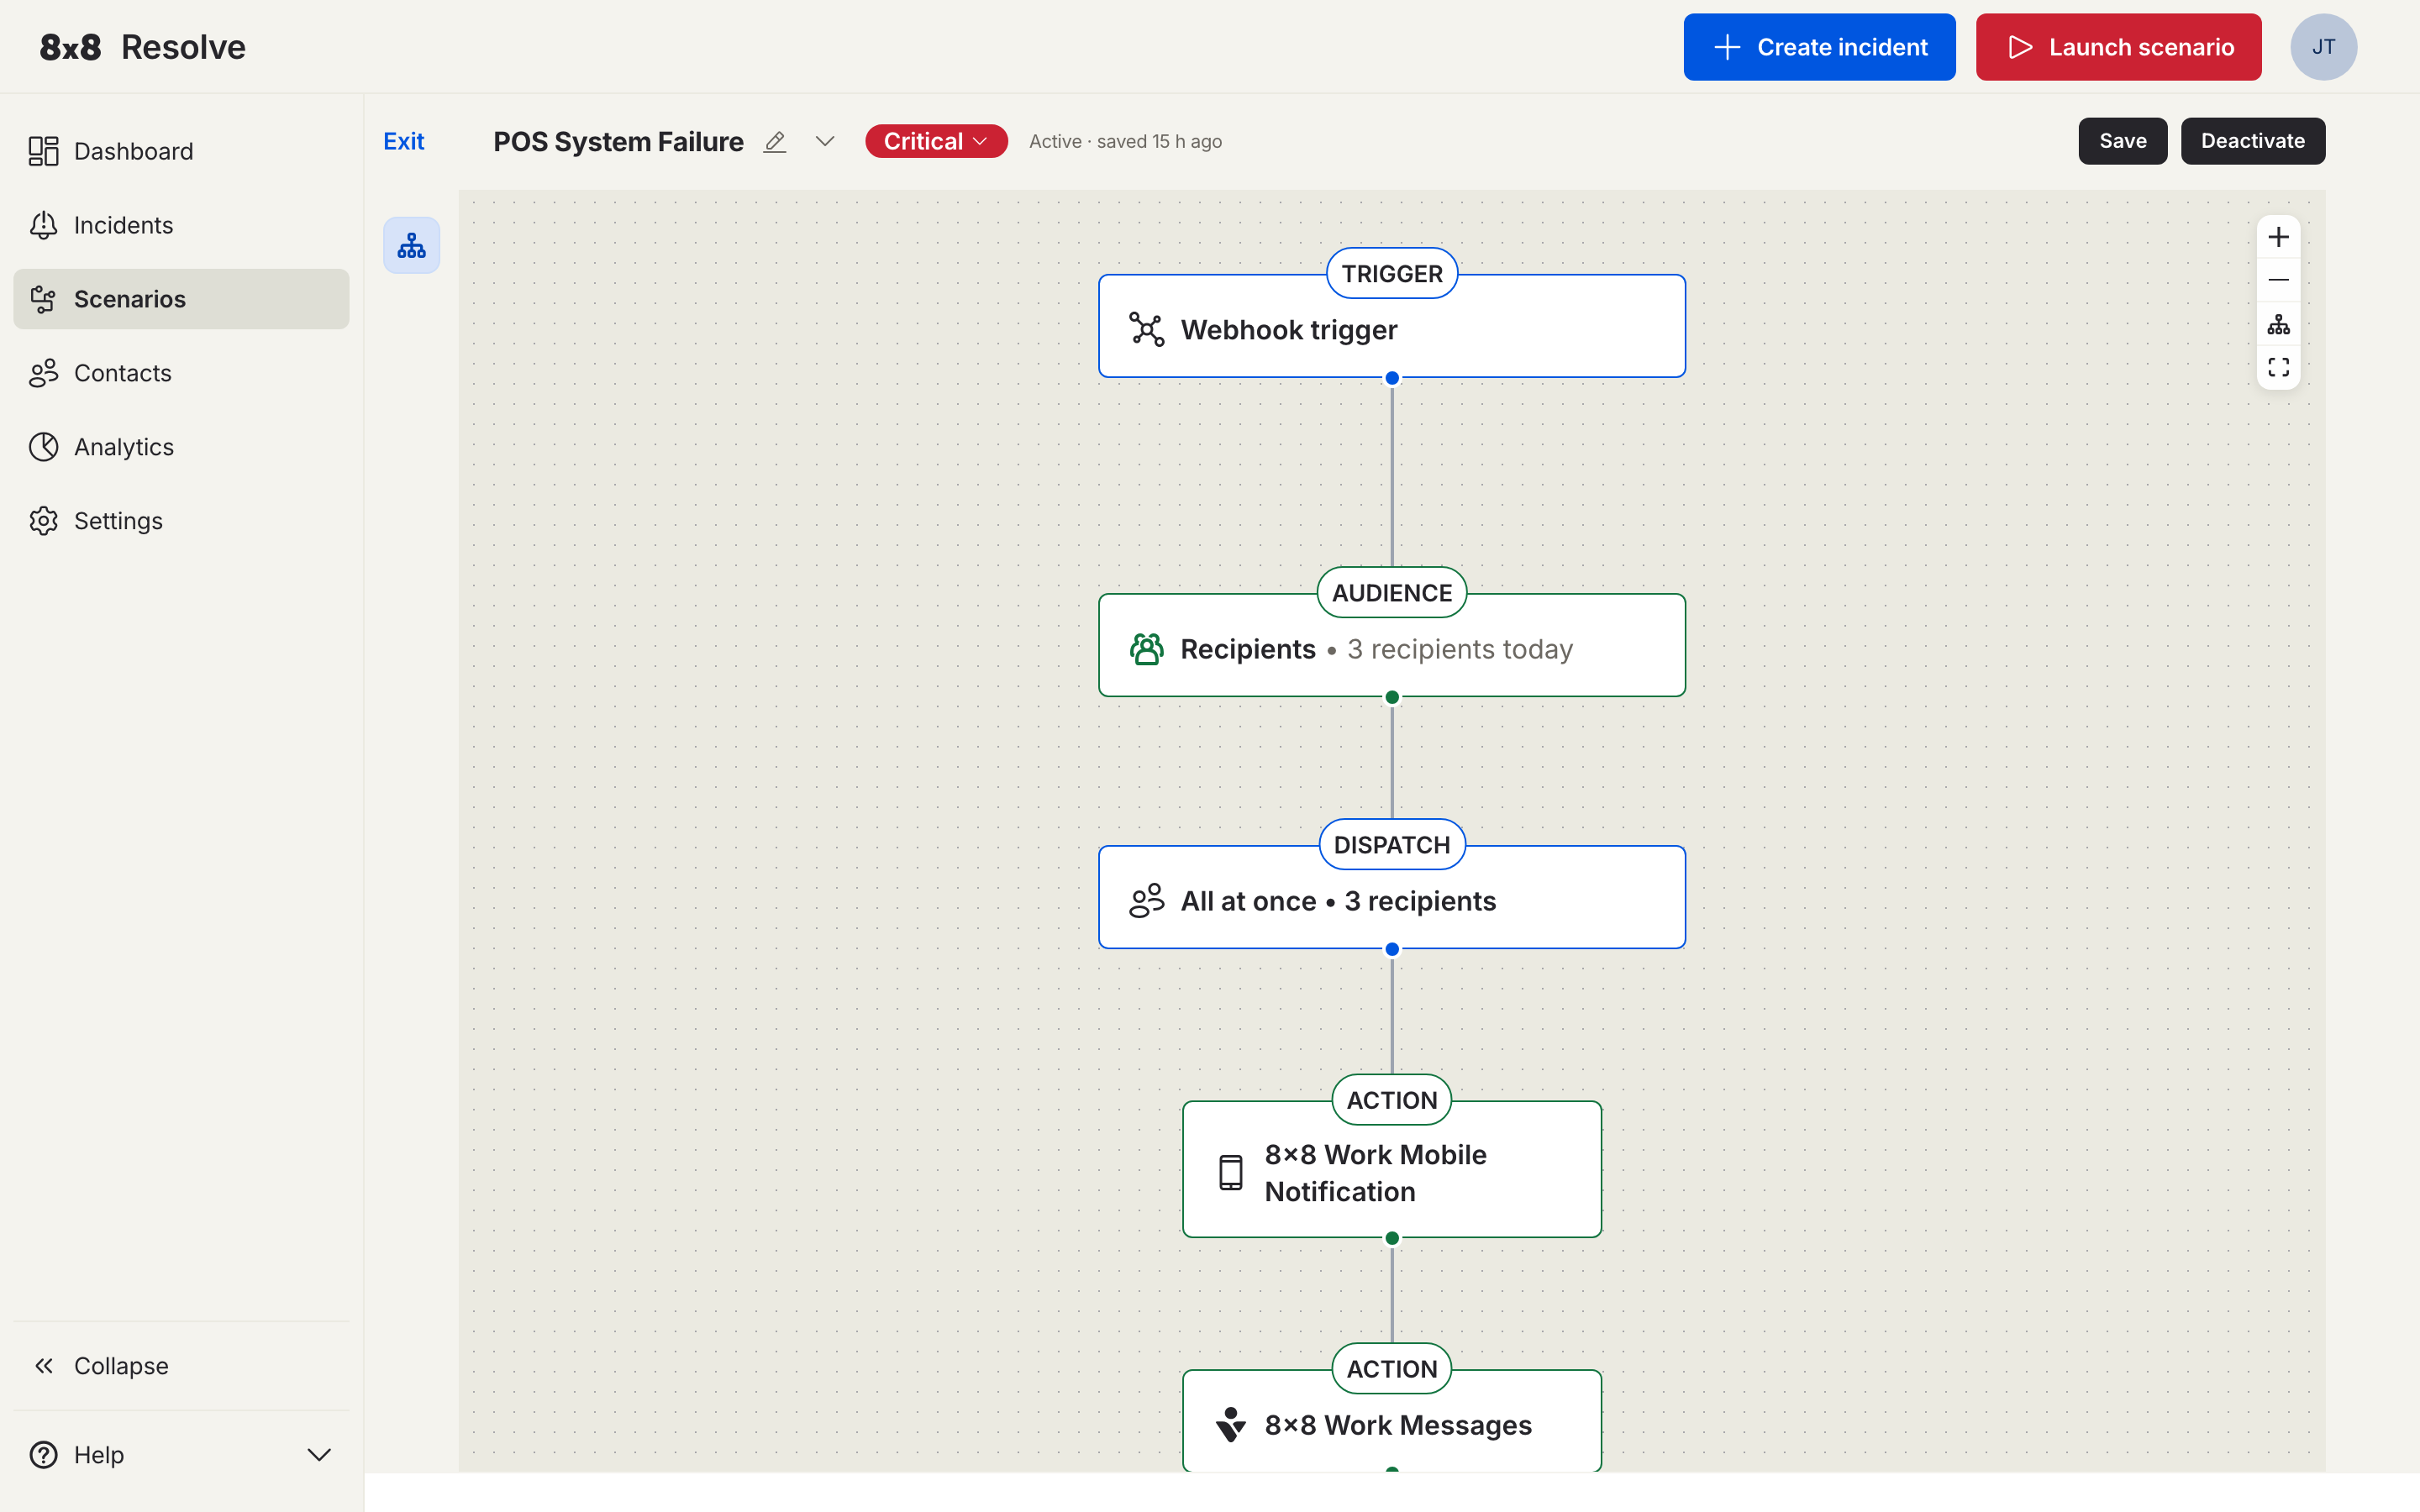 8x8 Resolve
Create incident
Launch scenario
JT
Dashboard
Incidents
Scenarios
Contacts
Analytics
Settings
Collapse
Help
Exit
POS System Failure
Critical
Active · saved 15 h ago
Save
Deactivate
TRIGGER
Webhook trigger
AUDIENCE
Recipients • 3 recipients today
DISPATCH
All at once • 3 recipients
ACTION
8×8 Work Mobile
Notification
ACTION
8×8 Work Messages